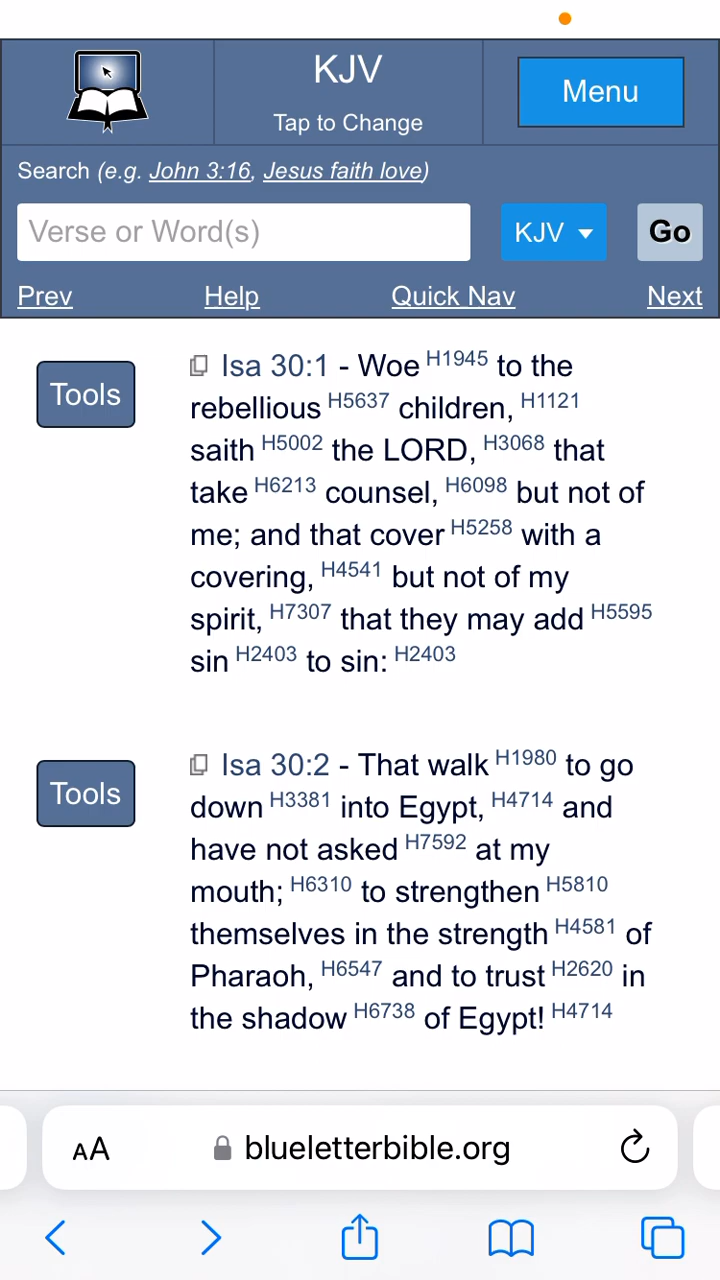 KJV
Tap to Change
Menu
Search (e.g. John 3:16, Jesus faith love)
Verse or Word(s)
KJV
Go
Prev Help Quick Nav Next
Tools
Isa 30:1 - Woe H1945 to the
rebellious H5637 children, H1121
saith H5002 the LORD, H3068 that
take H6213 counsel, H6098 but not of
me; and that cover H5258 with a
covering, H4541 but not of my
spirit, H7307 that they may add H5595
sin H2403 to sin: H2403
Tools
Isa 30:2 - That walk H1980 to go
down H3381 into Egypt, H4714 and
have not asked H7592 at my
mouth; H6310 to strengthen H5810
themselves in the strength H4581 of
Pharaoh, H6547 and to trust H2620 in
the shadow H6738 of Egypt! H4714
AA
blueletterbible.org